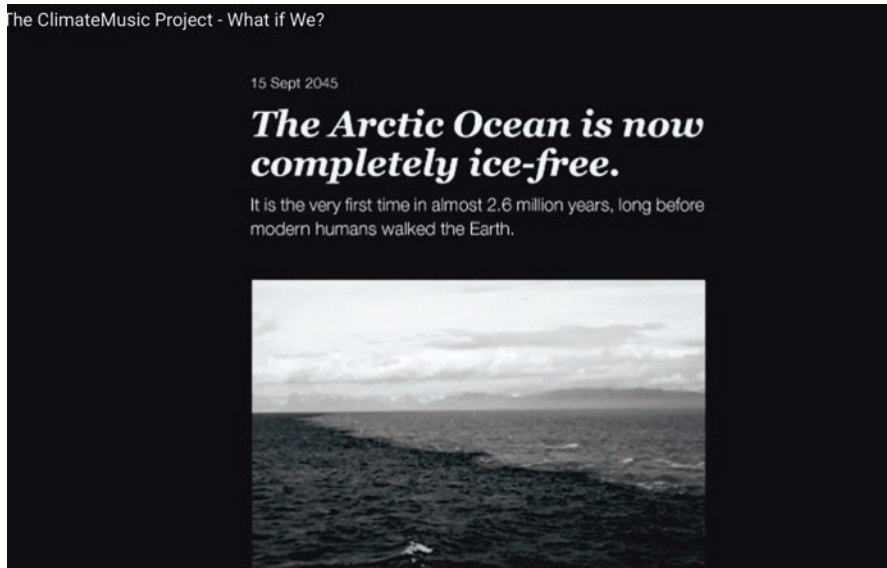 The ClimateMusic Project - What if We?
15 Sept 2045
The Arctic Ocean is now
completely ice-free.
It is the very first time in almost 2.6 million years, long before
modern humans walked the Earth.